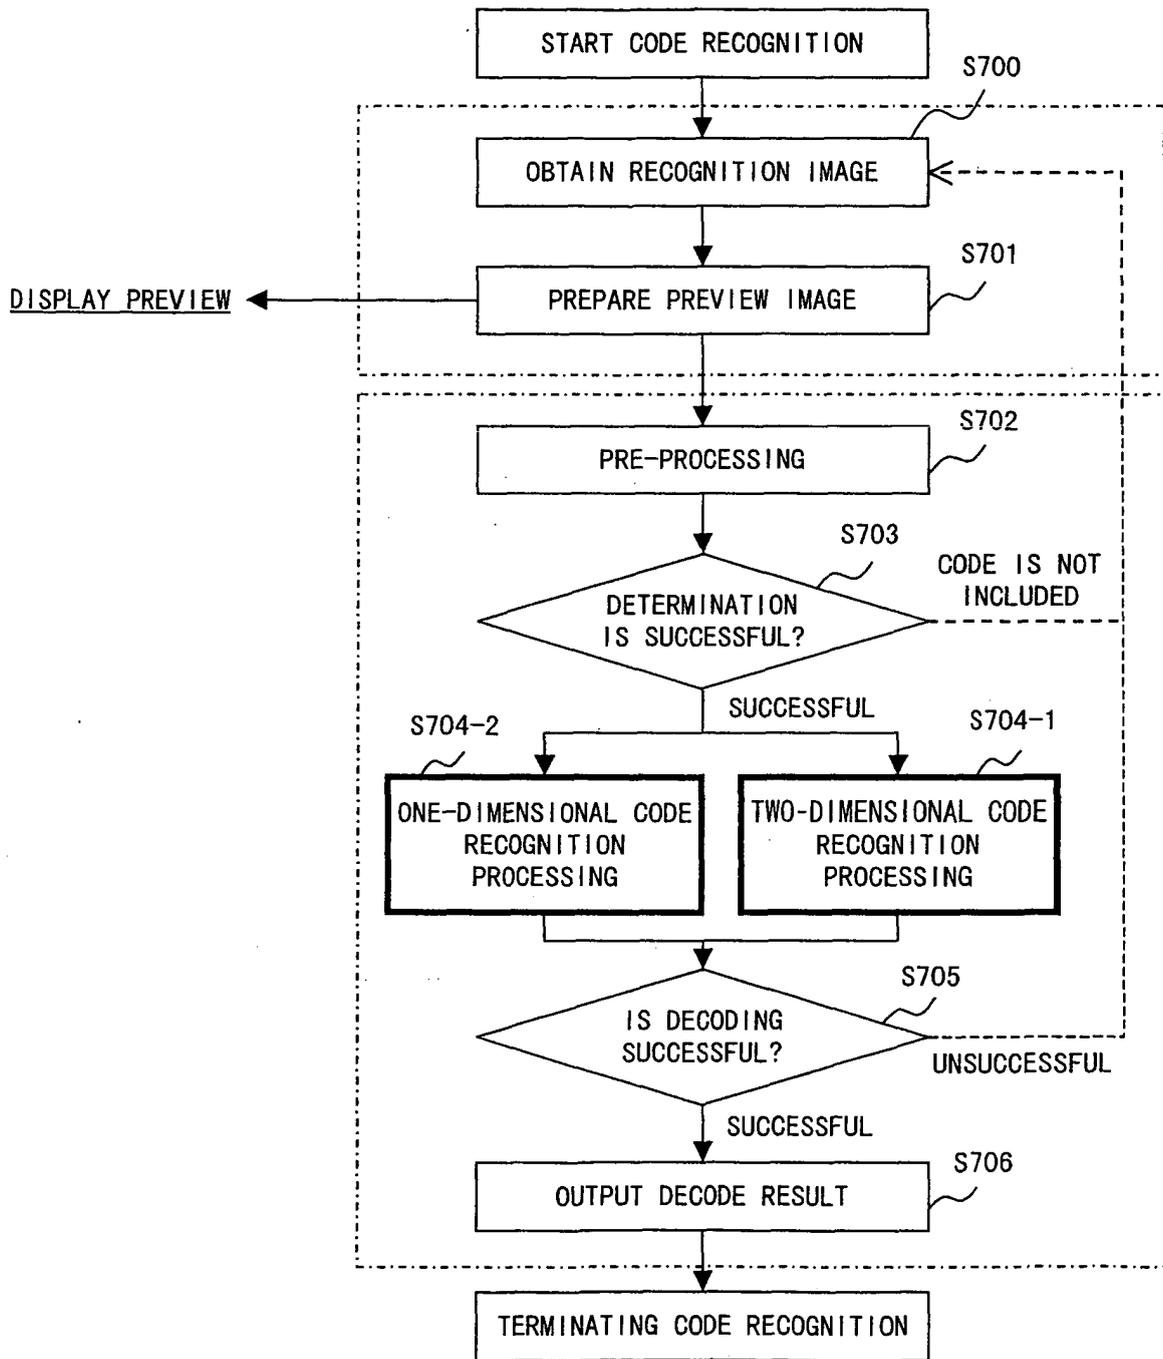 START CODE RECOGNITION
S700
OBTAIN RECOGNITION IMAGE
S701
DISPLAY PREVIEW
PREPARE PREVIEW IMAGE
S702
PRE-PROCESSING
S703
CODE IS NOT
INCLUDED
DETERMINATION
IS SUCCESSFUL?
SUCCESSFUL
S704-2
S704-1
ONE-DIMENSIONAL CODE
RECOGNITION
PROCESSING
TWO-DIMENSIONAL CODE
RECOGNITION
PROCESSING
S705
IS DECODING
SUCCESSFUL?
UNSUCCESSFUL
SUCCESSFUL
S706
OUTPUT DECODE RESULT
TERMINATING CODE RECOGNITION